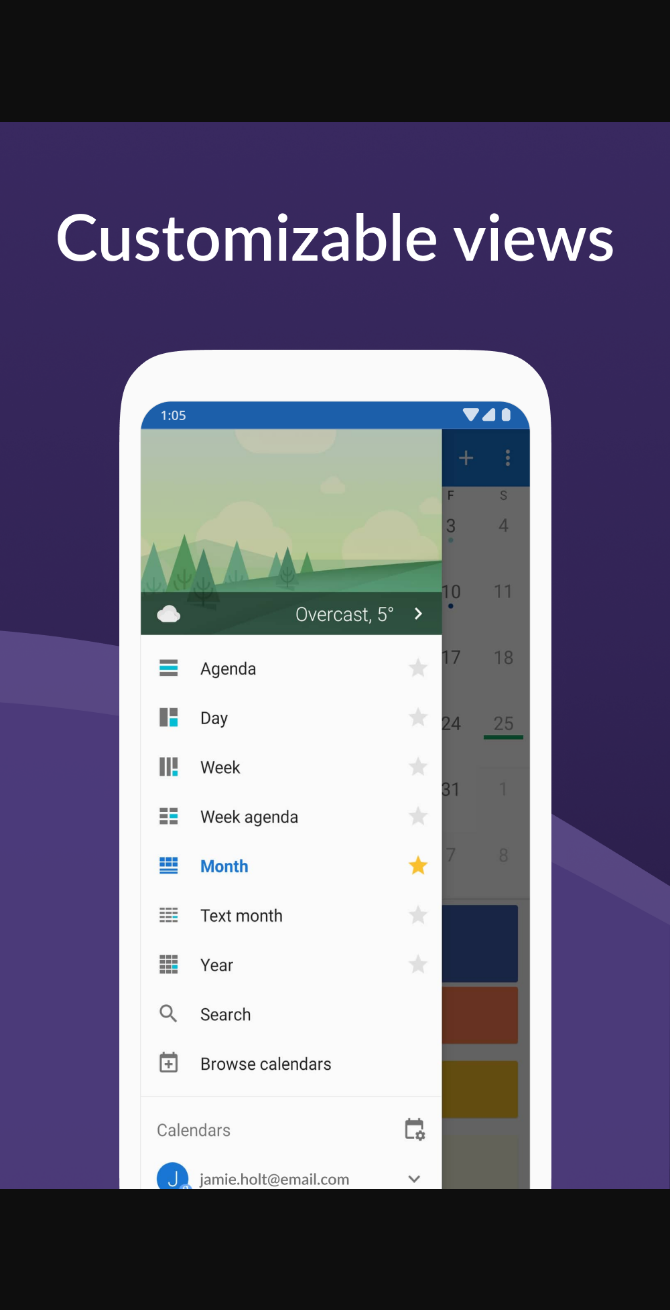 Customizable views
1:05
F S
3 4
Overcast, 5°
10 11
Agenda
17 18
Day
24 25
Week
31 1
Week agenda
7 8
Month
Text month
Year
Search
Browse calendars
Calendars
J jamie.holt@email.com